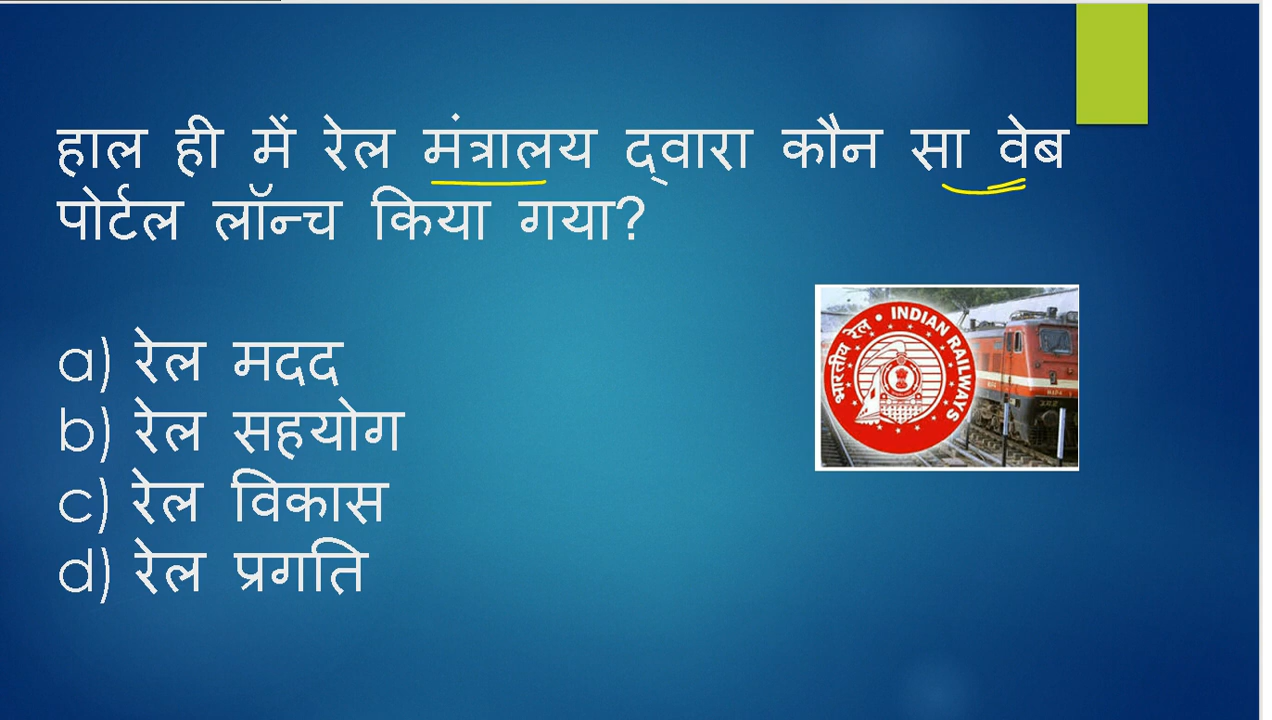 हाल ही में रेल मंत्रालय द्वारा कौन सा वेब
पोर्टल लॉन्च किया गया?
a) रेल मदद
b) रेल सहयोग
c) रेल विकास
d) रेल प्रगति
भारतीय रेल • INDIAN RAILWAYS